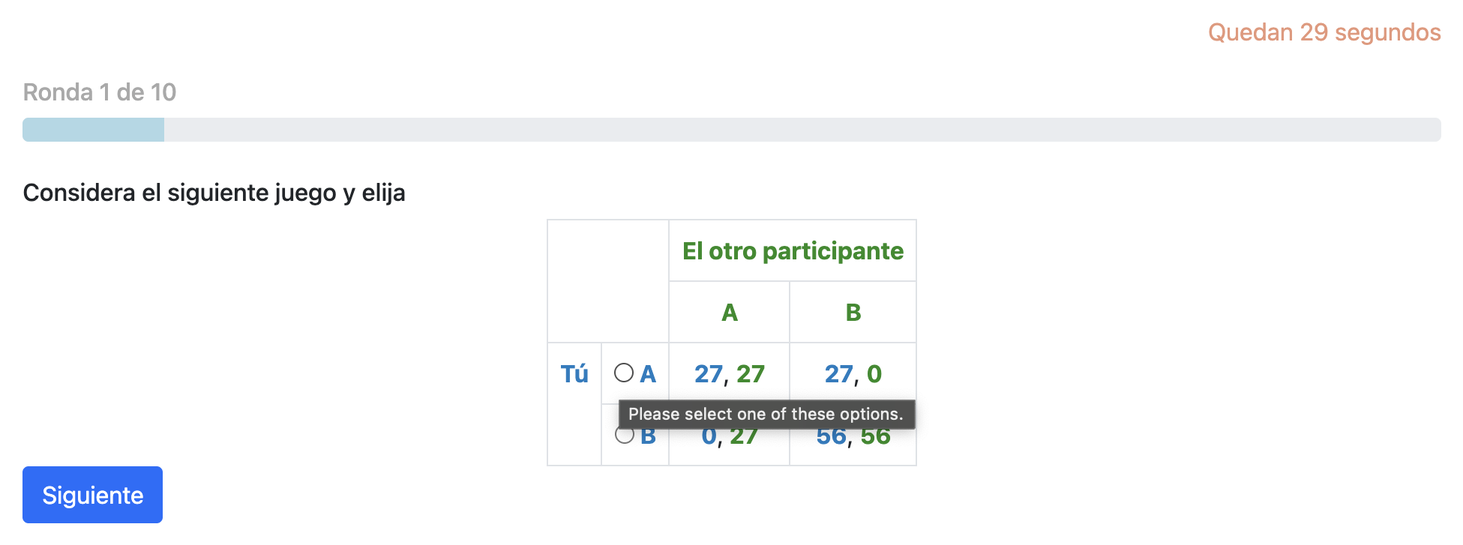 Quedan 29 segundos
Ronda 1 de 10
Considera el siguiente juego y elija
El otro participante
A B
Tú A 27, 27 27, 0
Please select one of these options.
B 0, 27 56, 56
Siguiente